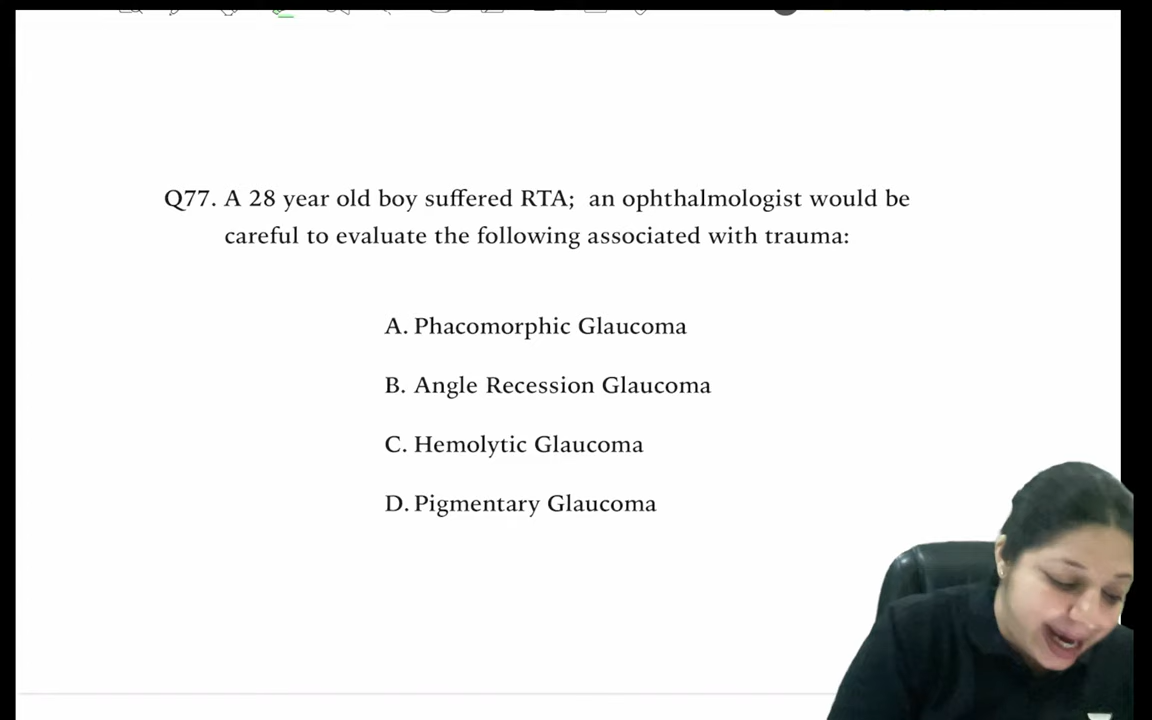 Q77. A 28 year old boy suffered RTA; an ophthalmologist would be
careful to evaluate the following associated with trauma:
A. Phacomorphic Glaucoma
B. Angle Recession Glaucoma
C. Hemolytic Glaucoma
D. Pigmentary Glaucoma